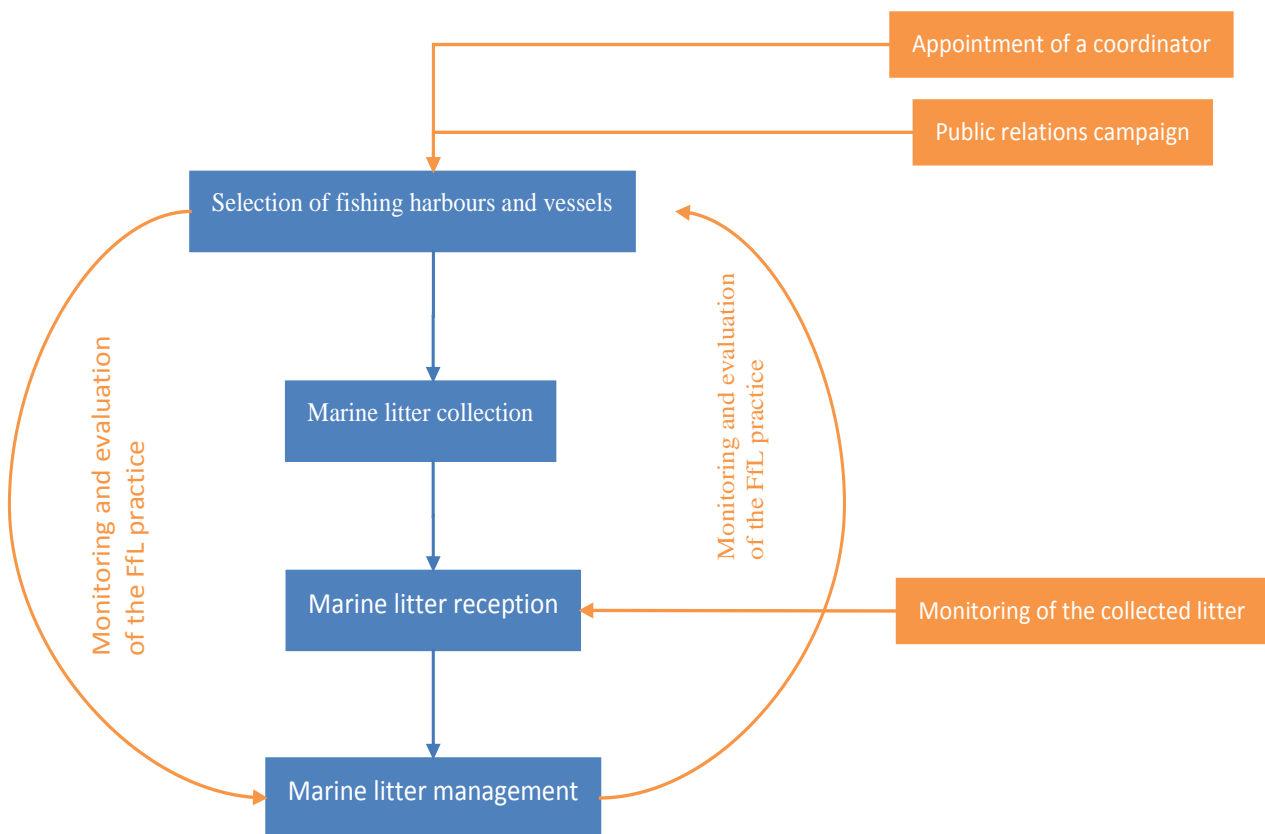 Appointment of a coordinator
Public relations campaign
Selection of fishing harbours and vessels
Monitoring and evaluation
of the FfL practice
Marine litter collection
Monitoring and evaluation
of the FfL practice
Marine litter reception
Monitoring of the collected litter
Marine litter management